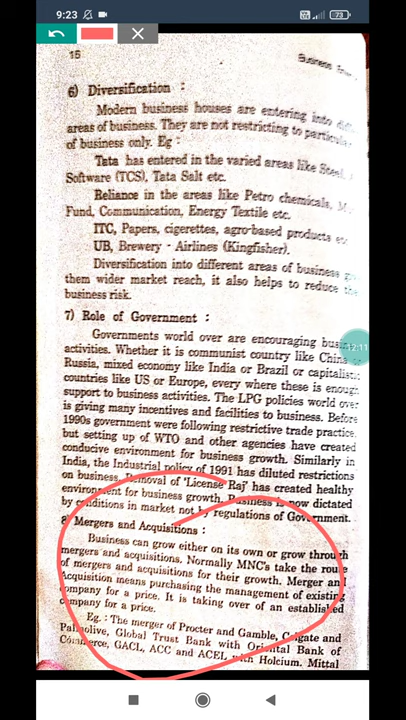 9:23
73
15
Business
6) Diversification :
Modern business houses are entering into
areas of business. They are not restricting to
of business only. Eg :
Tata has entered in the varied areas like Steel,
Software (TCS), Tata Salt etc.
Reliance in the areas like Petro chemicals,
Fund, Communication, Energy Textile etc.
ITC, Papers, cigerettes, agro-based products
UB, Brewery - Airlines (Kingfisher).
Diversification into different areas of business
them wider market reach, it also helps to reduce the
business risk.
7) Role of Government :
Governments world over are encouraging
activities. Whether it is communist country like China
12:11
Russia, mixed economy like India or Brazil or
countries like US or Europe, every where these is
support to business activities. The LPG policies world over
is giving many incentives and facilities to business. Before
1990s government were following restrictive trade practice,
but setting up of WTO and other agencies have created
conducive environment for business growth. Similarly in
India, the Industrial policy of 1991 has diluted restrictions
on business. Removal of 'License Raj' has created healthy
environment for business growth. Business is now dictated
by conditions in market not by regulations of Government.
8) Mergers and Acquisitions :
Business can grow either on its own or grow through
mergers and acquisitions. Normally MNC's take the route
of mergers and acquisitions for their growth. Merger and
Acquisition means purchasing the management of existing
company for a price. It is taking over of an established
company for a price.
Eg. : The merger of Procter and Gamble, Colgate and
Palmolive, Global Trust Bank with Oriental Bank of
Commerce, GACL, ACC and ACEL with Holcium. Mittal